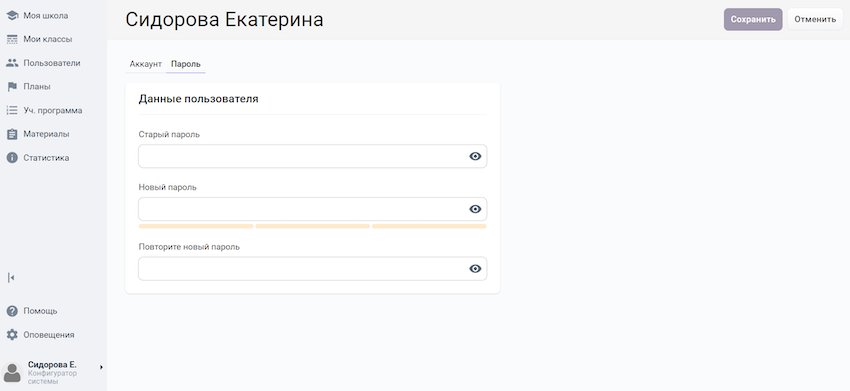 Моя школа
Мои классы
Пользователи
Планы
Уч. программа
Материалы
Статистика
Помощь
Оповещения
Сидорова Е.
Конфигуратор
системы
Сидорова Екатерина
Сохранить
Отменить
Аккаунт
Пароль
Данные пользователя
Старый пароль
Новый пароль
Повторите новый пароль